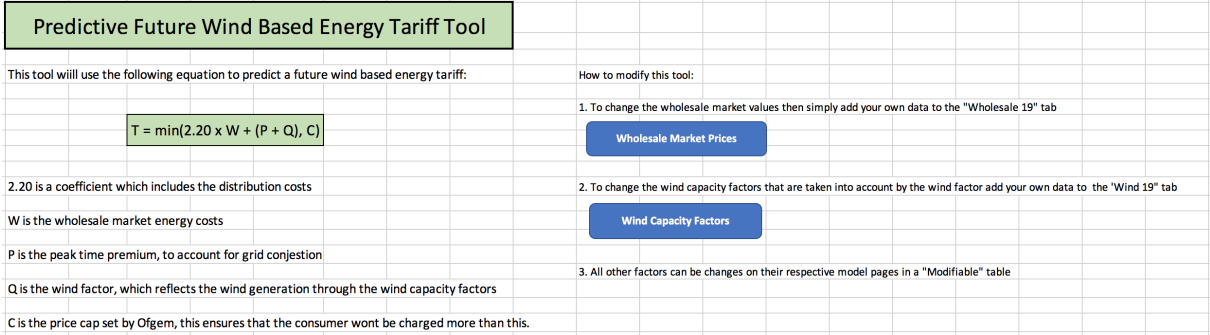 Predictive Future Wind Based Energy Tariff Tool
This tool wiill use the following equation to predict a future wind based energy tariff:
T = min(2.20 x W + (P + Q), C)
2.20 is a coefficient which includes the distribution costs
W is the wholesale market energy costs
P is the peak time premium, to account for grid conjestion
Q is the wind factor, which reflects the wind generation through the wind capacity factors
C is the price cap set by Ofgem, this ensures that the consumer wont be charged more than this.
How to modify this tool:
1. To change the wholesale market values then simply add your own data to the "Wholesale 19" tab
Wholesale Market Prices
2. To change the wind capacity factors that are taken into account by the wind factor add your own data to the 'Wind 19" tab
Wind Capacity Factors
3. All other factors can be changes on their respective model pages in a "Modifiable" table